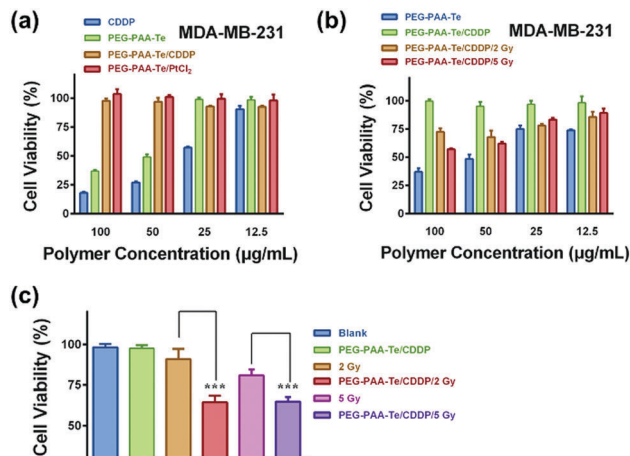 (a)
MDA-MB-231
CDDP
PEG-PAA-Te
PEG-PAA-Te/CDDP
PEG-PAA-Te/PtCl₂
Cell Viability (%)
100
75
50
25
0
100 50 25 12.5
Polymer Concentration (µg/mL)
(b)
MDA-MB-231
PEG-PAA-Te
PEG-PAA-Te/CDDP
PEG-PAA-Te/CDDP/2 Gy
PEG-PAA-Te/CDDP/5 Gy
Cell Viability (%)
100
75
50
25
0
100 50 25 12.5
Polymer Concentration (µg/mL)
(c)
Cell Viability (%)
100
75
50
***
***
Blank
PEG-PAA-Te/CDDP
2 Gy
PEG-PAA-Te/CDDP/2 Gy
5 Gy
PEG-PAA-Te/CDDP/5 Gy